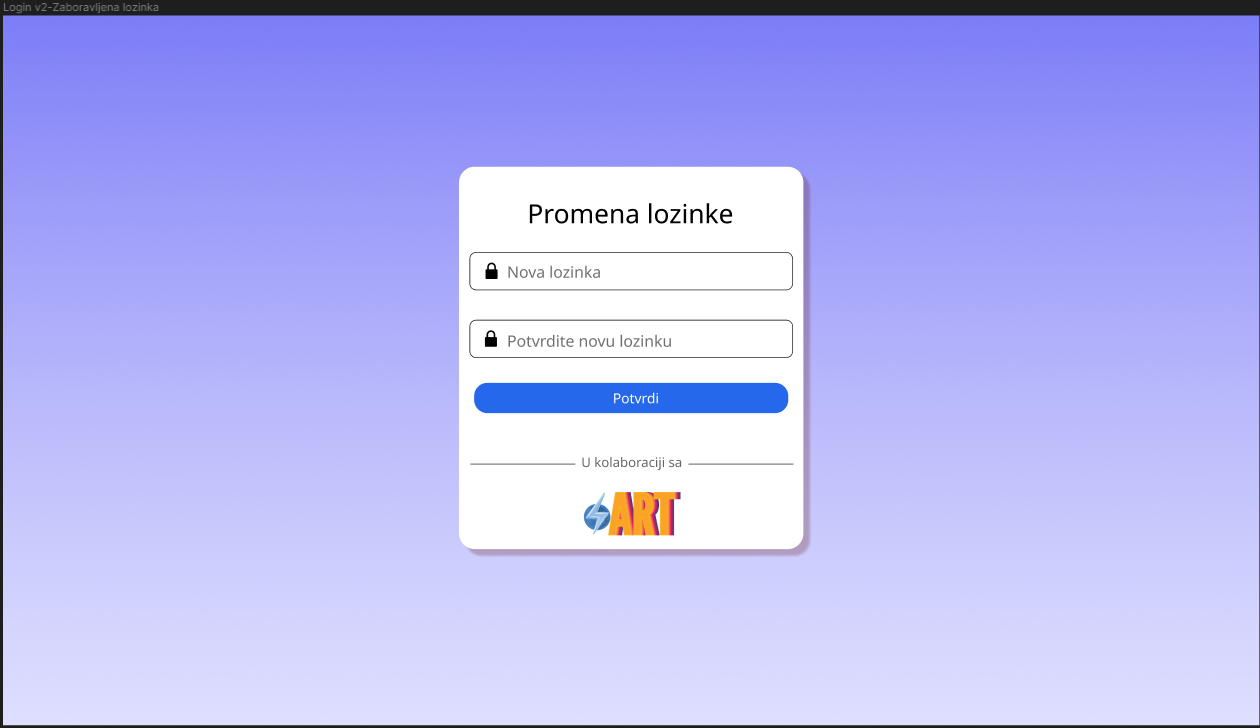 Login v2-Zaboravljena lozinka
Promena lozinke
Nova lozinka
Potvrdite novu lozinku
Potvrdi
U kolaboraciji sa
ART